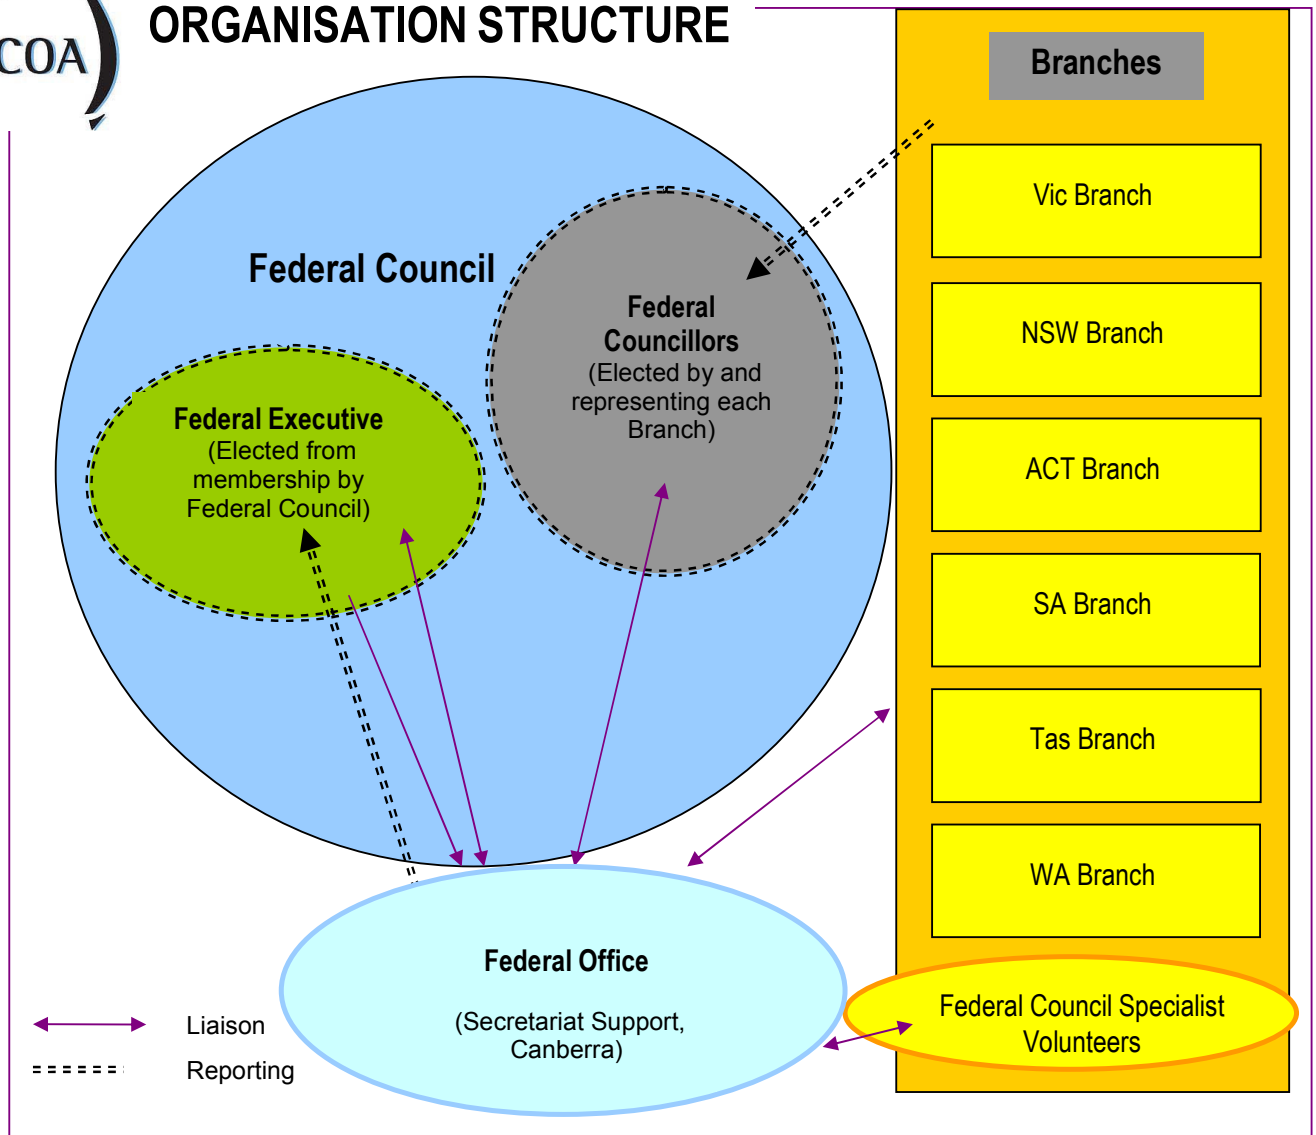 COA
ORGANISATION STRUCTURE
Branches
Vic Branch
NSW Branch
ACT Branch
SA Branch
Tas Branch
WA Branch
Federal Council Specialist
Volunteers
Federal Council
Federal
Councillors
(Elected by and
representing each
Branch)
Federal Executive
(Elected from
membership by
Federal Council)
Federal Office
(Secretariat Support,
Canberra)
Liaison
Reporting